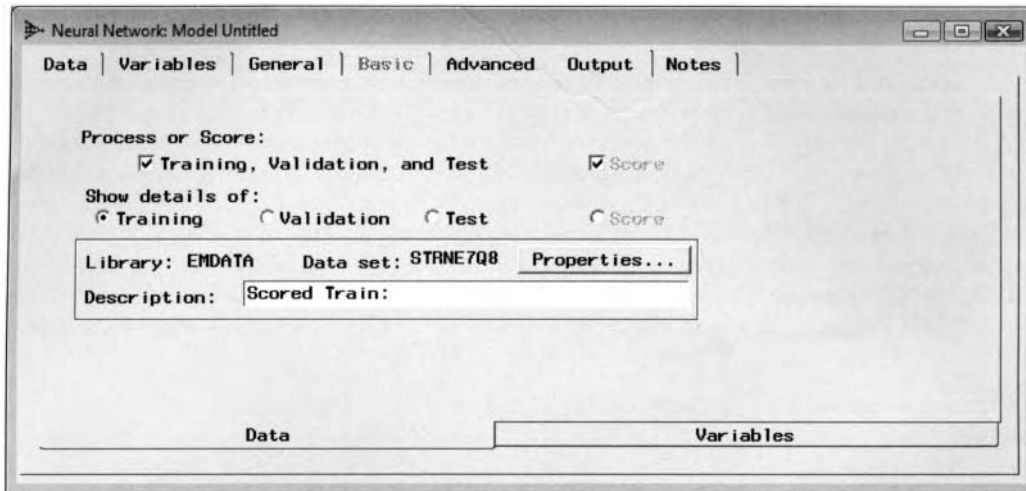 Neural Network: Model Untitled
Data | Variables | General | Basic | Advanced Output | Notes |
Process or Score:
Training, Validation, and Test Score
Show details of:
Training Validation Test Score
Library: EMDATA Data set: STRNE7Q8 Properties...
Description: Scored Train:
Data Variables